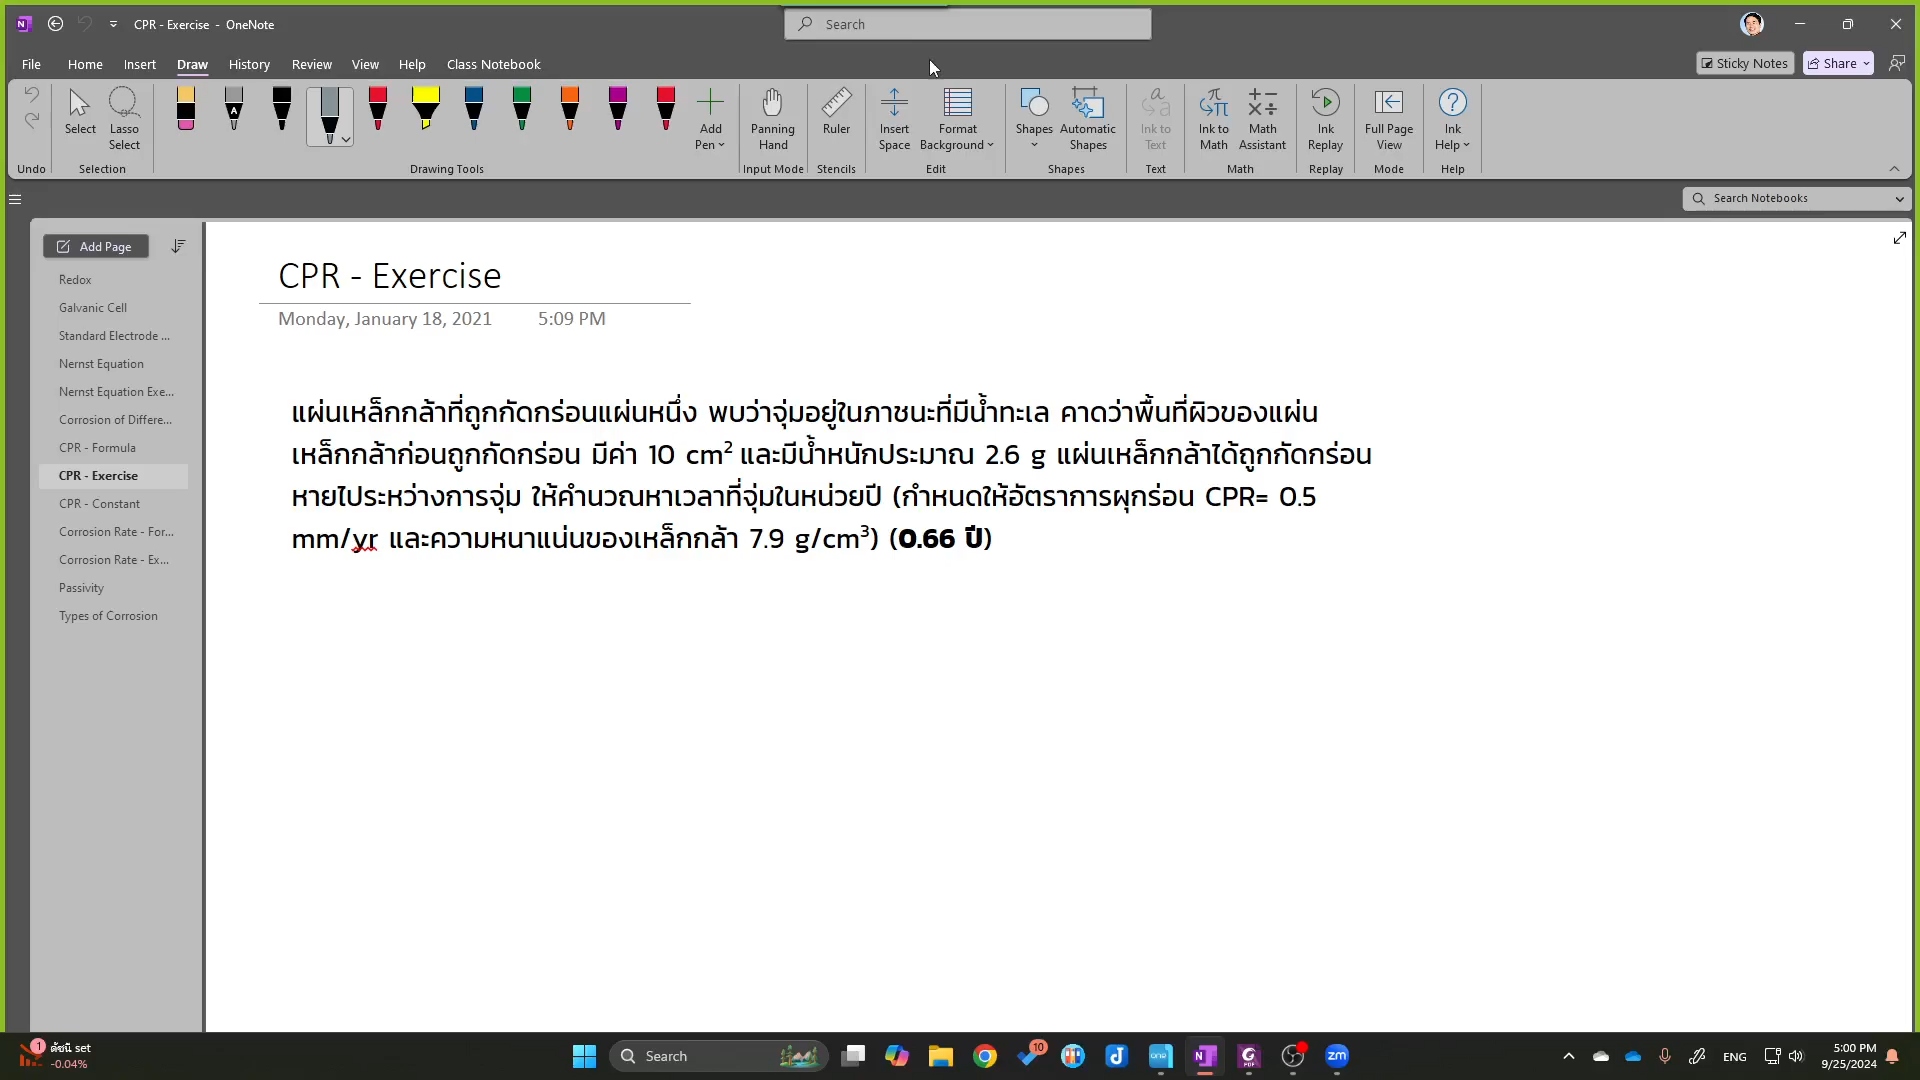 CPR - Exercise - OneNote
Search
File Home Insert Draw History Review View Help Class Notebook
Sticky Notes Share
Select Lasso Select Add Pen Panning Hand Ruler Insert Space Format Background Shapes Automatic Shapes Ink to Text Ink to Math Math Assistant Ink Replay Full Page View Ink Help
Undo Selection Drawing Tools Input Mode Stencils Edit Shapes Text Math Replay Mode Help
Search Notebooks
Add Page
Redox
Galvanic Cell
Standard Electrode ...
Nernst Equation
Nernst Equation Exe...
Corrosion of Differe...
CPR - Formula
CPR - Exercise
CPR - Constant
Corrosion Rate - For...
Corrosion Rate - Ex...
Passivity
Types of Corrosion
CPR - Exercise
Monday, January 18, 2021 5:09 PM
แผ่นเหล็กกล้าที่ถูกกัดกร่อนแผ่นหนึ่ง พบว่าจุ่มอยู่ในภาชนะที่มีน้ำทะเล คาดว่าพื้นที่ผิวของแผ่น
เหล็กกล้าก่อนถูกกัดกร่อน มีค่า 10 cm² และมีน้ำหนักประมาณ 2.6 g แผ่นเหล็กกล้าได้ถูกกัดกร่อน
หายไประหว่างการจุ่ม ให้คำนวณหาเวลาที่จุ่มในหน่วยปี (กำหนดให้อัตราการผุกร่อน CPR= 0.5
mm/yr และความหนาแน่นของเหล็กกล้า 7.9 g/cm³) (0.66 ปี)
1 ดัชนี set
-0.04%
Search
10
ENG
5:00 PM
9/25/2024